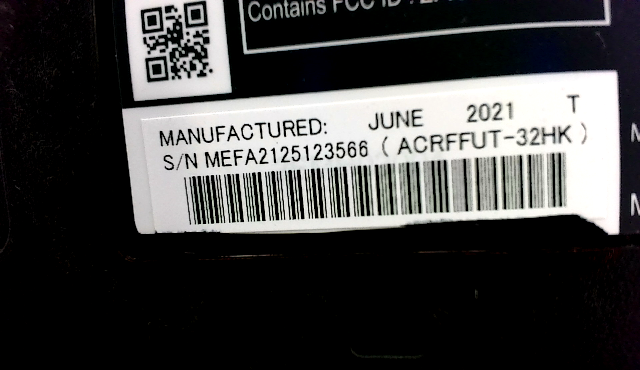 Contains FCC ID :
MANUFACTURED: JUNE 2021 T
S/N MEFA2125123566 ( ACRFFUT-32HK )